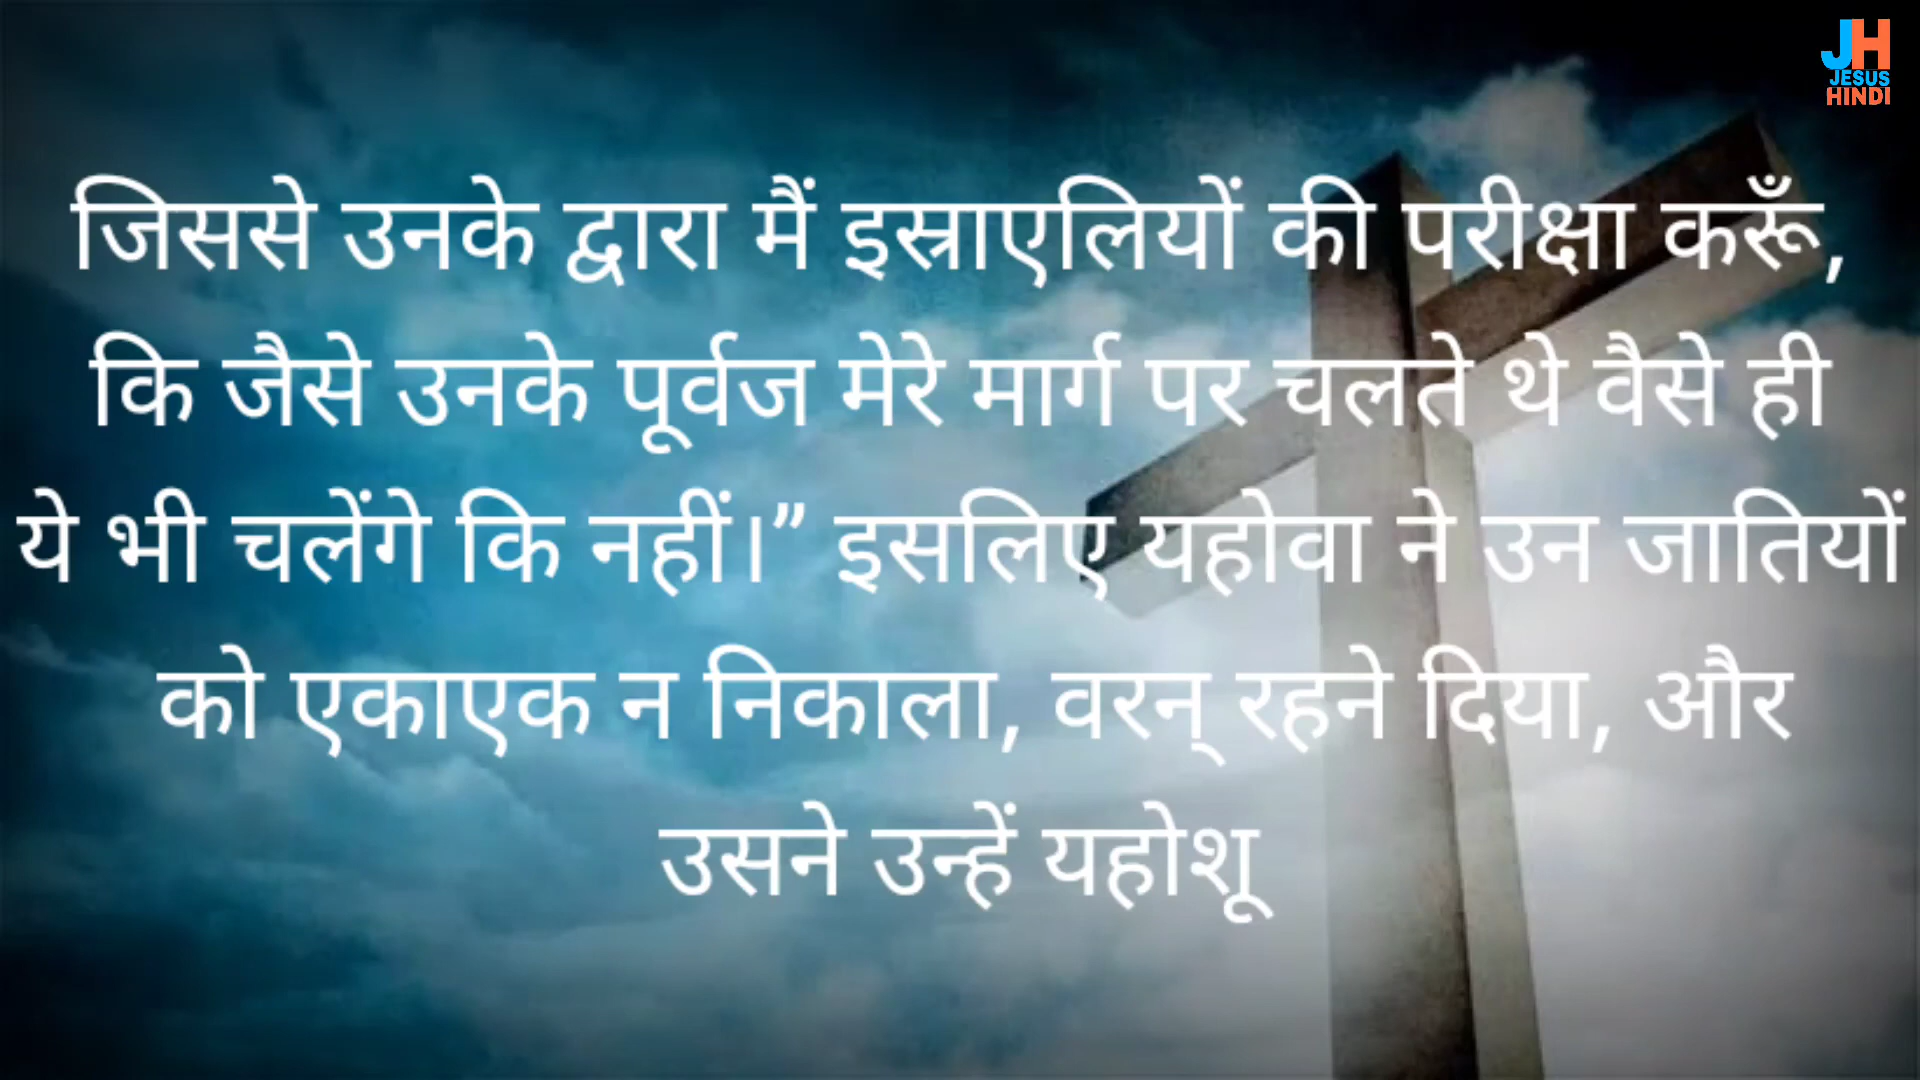 JH
JESUS
HINDI
जिससे उनके द्वारा मैं इस्राएलियों की परीक्षा करूँ,
कि जैसे उनके पूर्वज मेरे मार्ग पर चलते थे वैसे ही
ये भी चलेंगे कि नहीं।” इसलिए यहोवा ने उन जातियों
को एकाएक न निकाला, वरन् रहने दिया, और
उसने उन्हें यहोशू